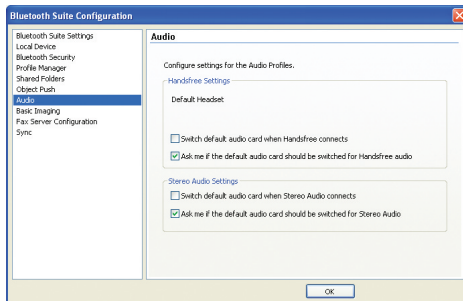 Bluetooth Suite Configuration
Bluetooth Suite Settings
Local Device
Bluetooth Security
Profile Manager
Shared Folders
Object Push
Audio
Basic Imaging
Fax Server Configuration
Sync
Audio
Configure settings for the Audio Profiles.
Handsfree Settings
Default Headset
Switch default audio card when Handsfree connects
Ask me if the default audio card should be switched for Handsfree audio
Stereo Audio Settings
Switch default audio card when Stereo Audio connects
Ask me if the default audio card should be switched for Stereo Audio
OK